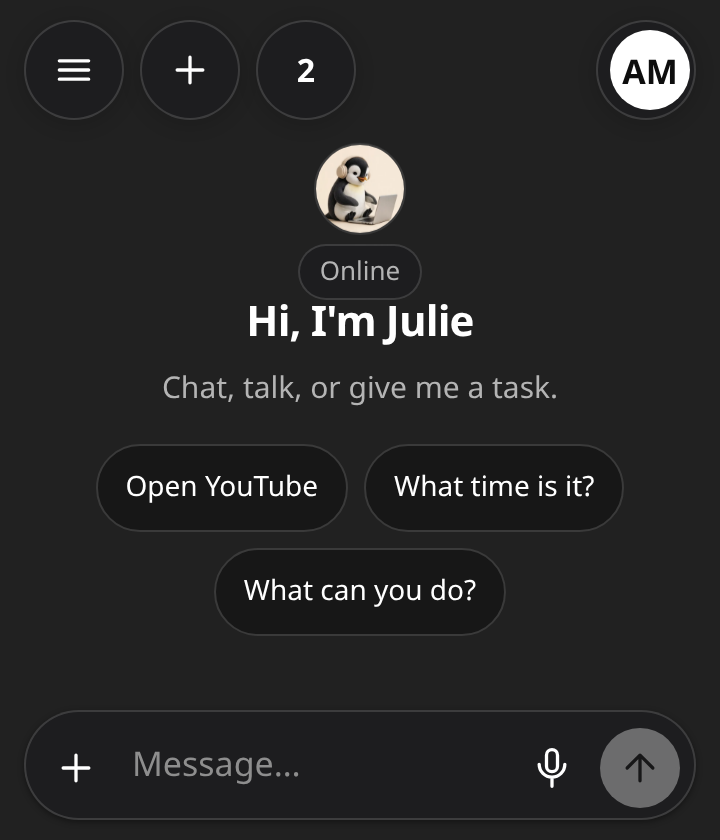 2
AM
Online
Hi, I'm Julie
Chat, talk, or give me a task.
Open YouTube
What time is it?
What can you do?
Message...